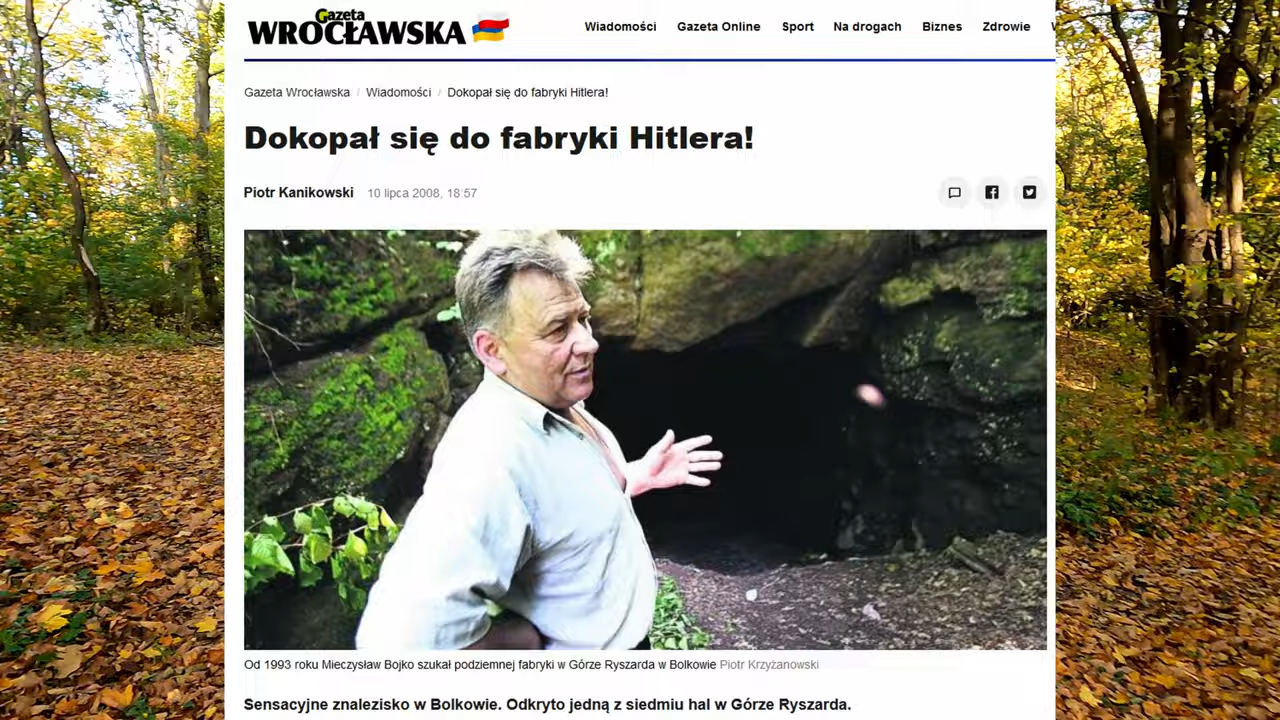 Gazeta
WROCŁAWSKA
Wiadomości Gazeta Online Sport Na drogach Biznes Zdrowie
Gazeta Wrocławska / Wiadomości / Dokopał się do fabryki Hitlera!
Dokopał się do fabryki Hitlera!
Piotr Kanikowski 10 lipca 2008, 18:57
Od 1993 roku Mieczysław Bojko szukał podziemnej fabryki w Górze Ryszarda w Bolkowie Piotr Krzyżanowski
Sensacyjne znalezisko w Bolkowie. Odkryto jedną z siedmiu hal w Górze Ryszarda.